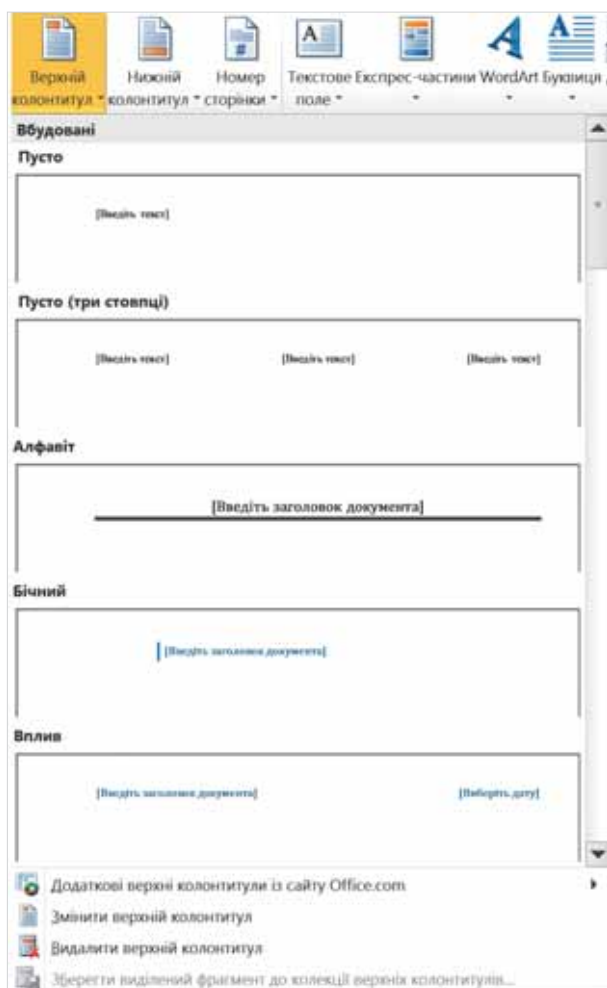 Верхній колонтитул
Нижній колонтитул
Номер сторінки
Текстове поле
Експрес-частини
WordArt
Буквиця
Вбудовані
Пусто
[Введіть текст]
Пусто (три стовпці)
[Введіть текст] [Введіть текст] [Введіть текст]
Алфавіт
[Введіть заголовок документа]
Бічний
[Введіть заголовок документа]
Вплив
[Введіть заголовок документа] [Виберіть дату]
Додаткові верхні колонтитули із сайту Office.com
Змінити верхній колонтитул
Видалити верхній колонтитул
Зберегти виділений фрагмент до колекції верхніх колонтитулів...